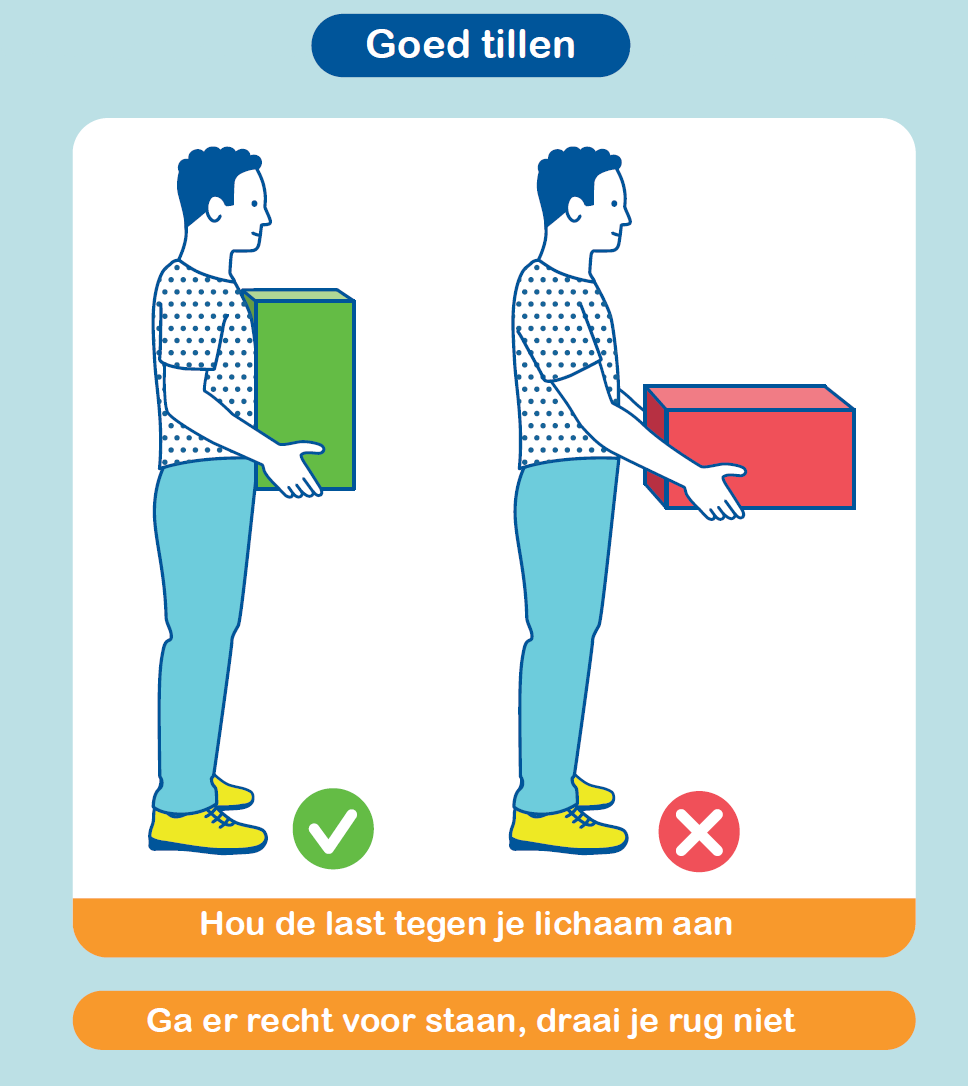 Goed tillen
Hou de last tegen je lichaam aan
Ga er recht voor staan, draai je rug niet